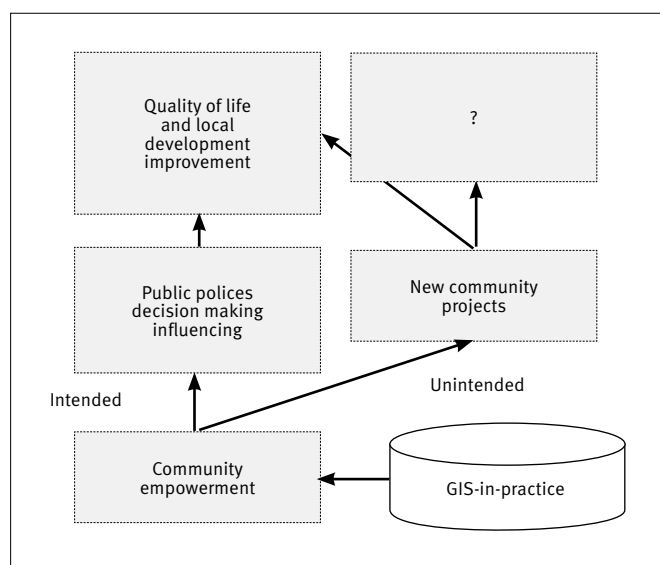 Quality of life
and local
development
improvement
?
Public polices
decision making
influencing
New community
projects
Intended
Unintended
Community
empowerment
GIS-in-practice